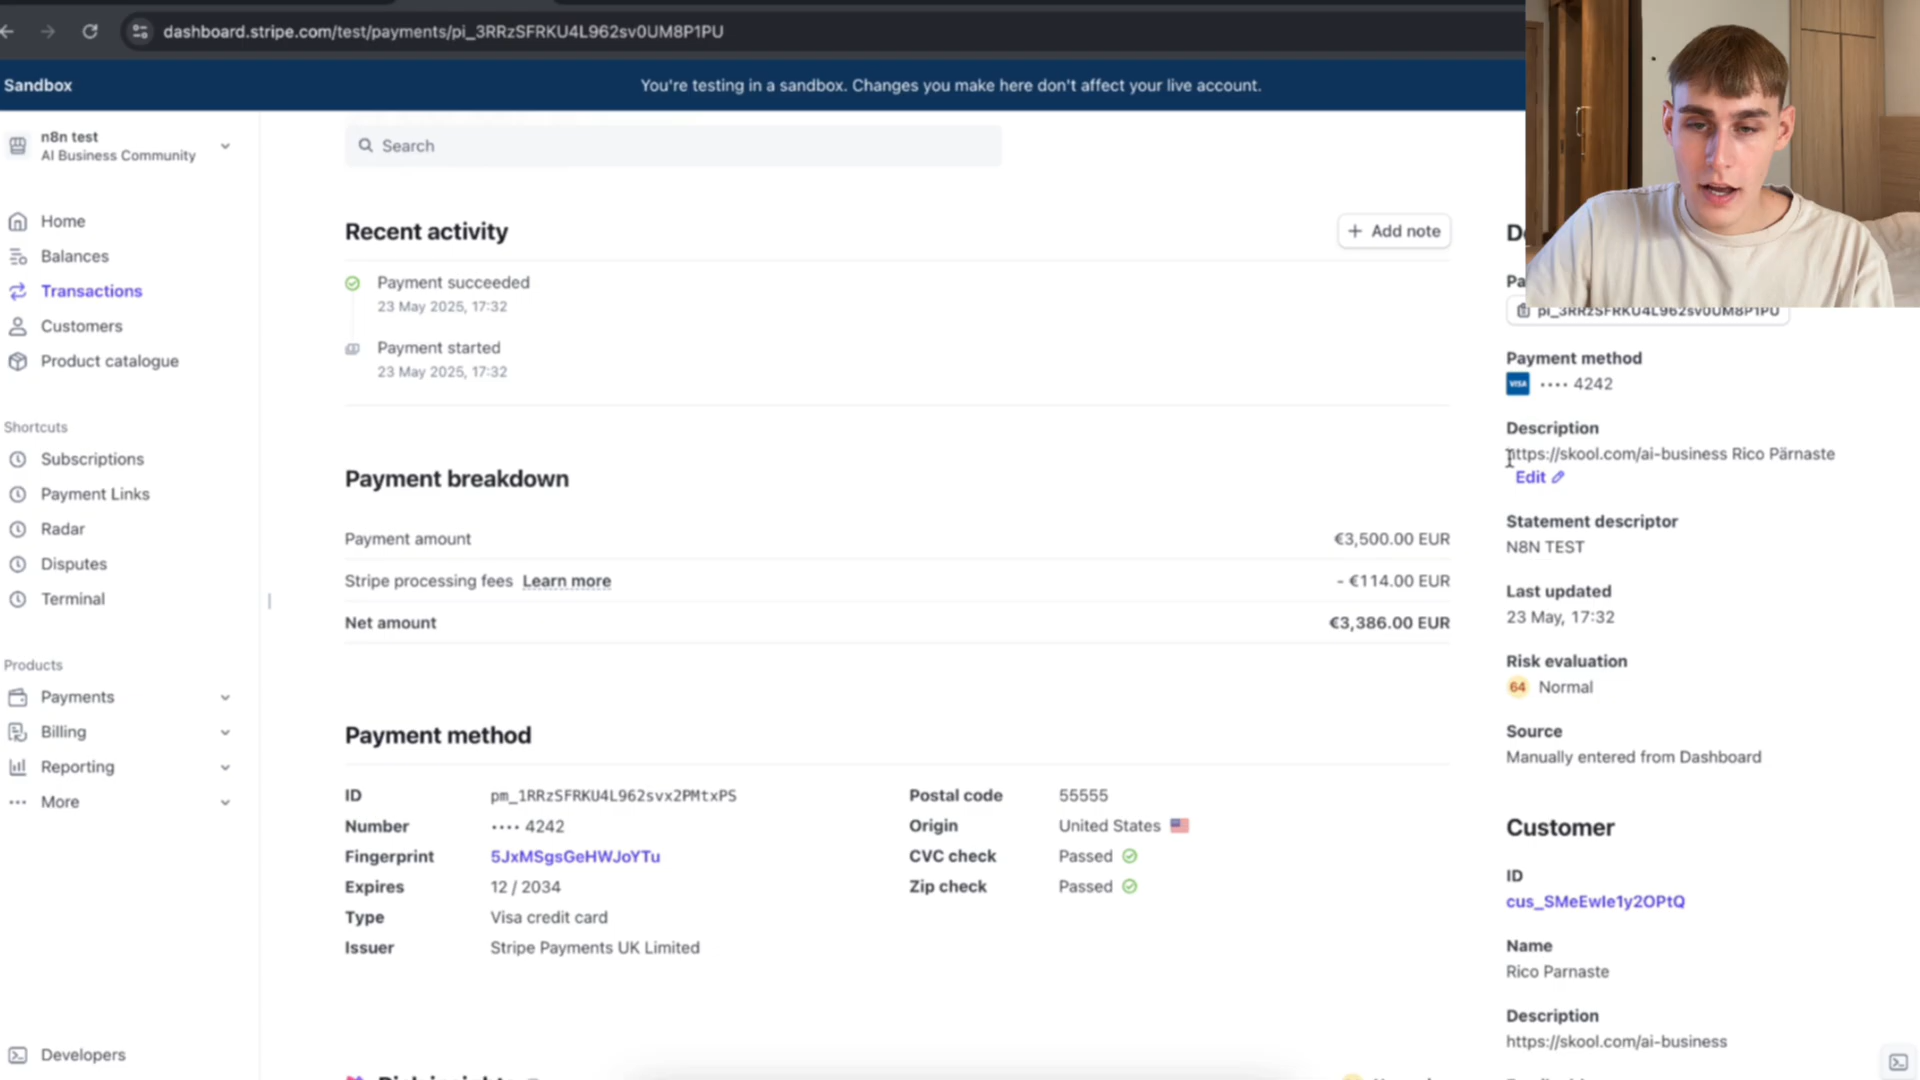 dashboard.stripe.com/test/payments/pi_3RRzSFRKU4L962sv0UM8P1PU
Sandbox
You're testing in a sandbox. Changes you make here don't affect your live account.
n8n test
AI Business Community
Search
Home
Balances
Transactions
Customers
Product catalogue
Shortcuts
Subscriptions
Payment Links
Radar
Disputes
Terminal
Products
Payments
Billing
Reporting
More
Developers
Recent activity
+ Add note
Payment succeeded
23 May 2025, 17:32
Payment started
23 May 2025, 17:32
Payment breakdown
Payment amount €3,500.00 EUR
Stripe processing fees Learn more - €114.00 EUR
Net amount €3,386.00 EUR
Payment method
ID pm_1RRzSFRKU4L962svx2PMtxPS
Number •••• 4242
Fingerprint 5JxMSgsGeHWJoYTu
Expires 12 / 2034
Type Visa credit card
Issuer Stripe Payments UK Limited
Postal code 55555
Origin United States
CVC check Passed
Zip check Passed
pi_3RRzSFRKU4L962sv0UM8P1PU
Payment method
VISA •••• 4242
Description
https://skool.com/ai-business Rico Pärnaste
Edit
Statement descriptor
N8N TEST
Last updated
23 May, 17:32
Risk evaluation
64 Normal
Source
Manually entered from Dashboard
Customer
ID
cus_SMeEwIe1y2OPtQ
Name
Rico Parnaste
Description
https://skool.com/ai-business